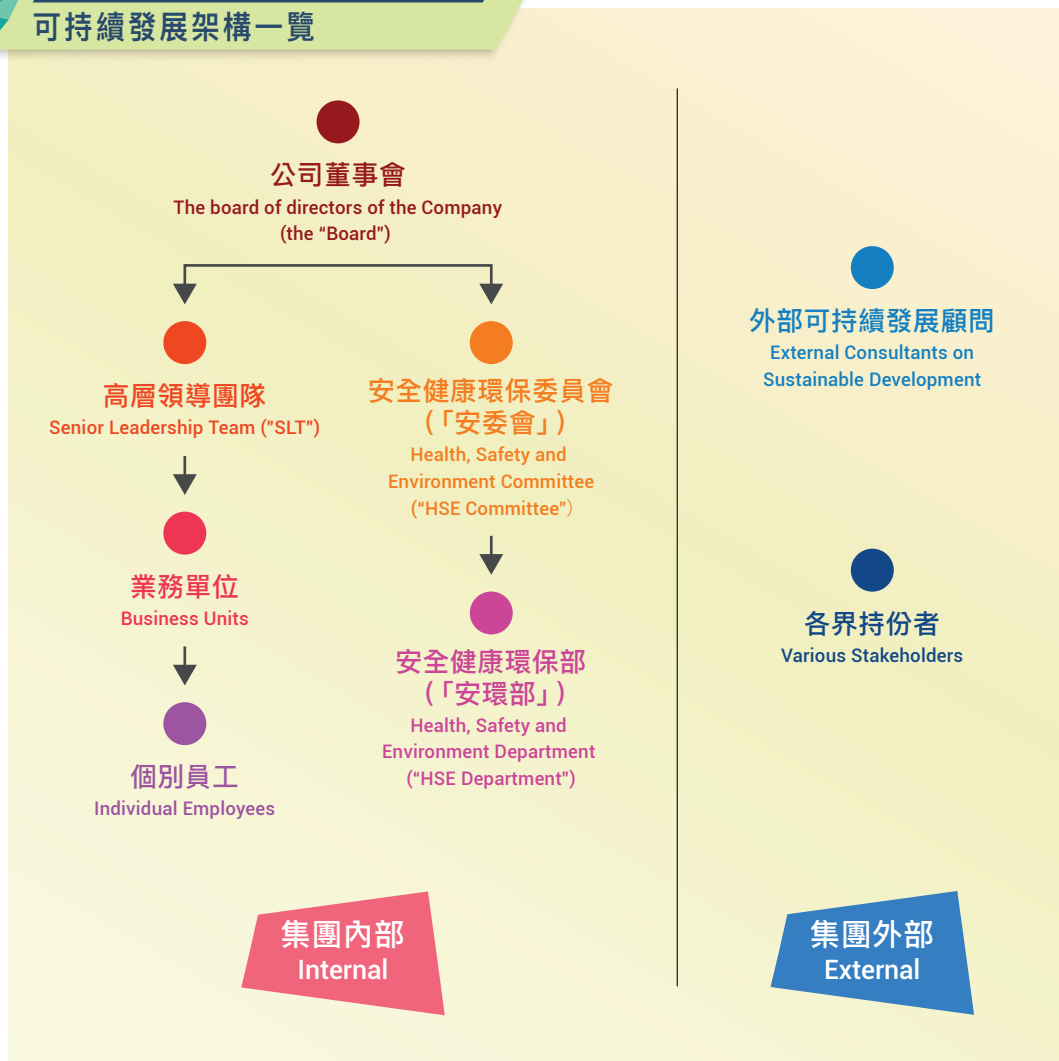 可持續發展架構一覽
公司董事會
The board of directors of the Company
(the “Board”)
高層領導團隊
Senior Leadership Team ("SLT")
業務單位
Business Units
個別員工
Individual Employees
安全健康環保委員會
(「安委會」)
Health, Safety and
Environment Committee
(“HSE Committee”)
安全健康環保部
(「安環部」)
Health, Safety and
Environment Department
(“HSE Department”)
集團內部
Internal
外部可持續發展顧問
External Consultants on
Sustainable Development
各界持份者
Various Stakeholders
集團外部
External